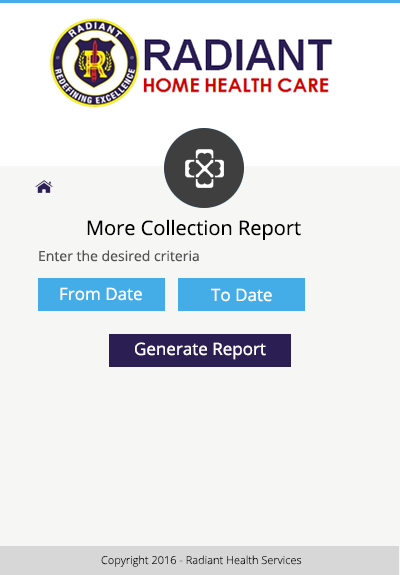 RADIANT
REDEFINING EXCELLENCE
R
RADIANT
HOME HEALTH CARE
More Collection Report
Enter the desired criteria
From Date
To Date
Generate Report
Copyright 2016 - Radiant Health Services